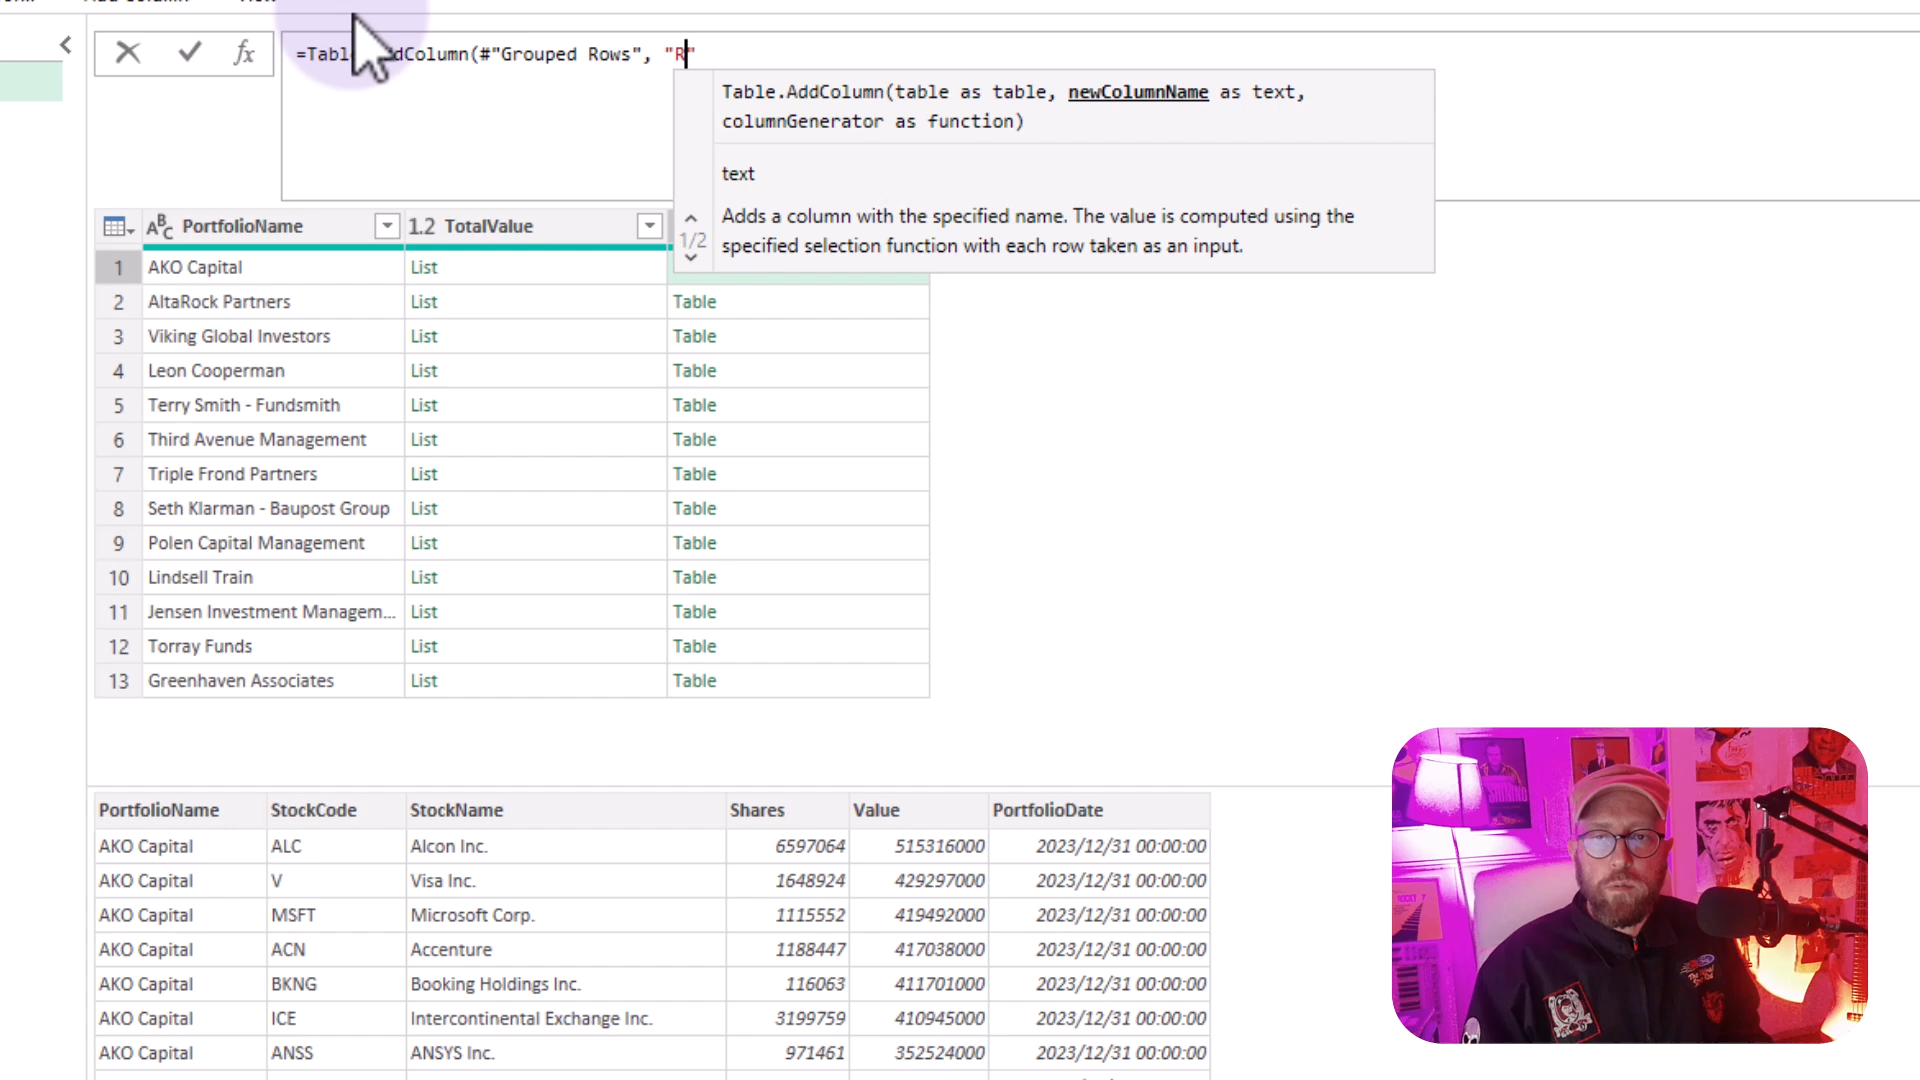 =Table.AddColumn(#"Grouped Rows", "R"
Table.AddColumn(table as table, newColumnName as text,
columnGenerator as function)
text
Adds a column with the specified name. The value is computed using the
specified selection function with each row taken as an input.
1/2
PortfolioName 1.2 TotalValue
1 AKO Capital List
2 AltaRock Partners List Table
3 Viking Global Investors List Table
4 Leon Cooperman List Table
5 Terry Smith - Fundsmith List Table
6 Third Avenue Management List Table
7 Triple Frond Partners List Table
8 Seth Klarman - Baupost Group List Table
9 Polen Capital Management List Table
10 Lindsell Train List Table
11 Jensen Investment Managem... List Table
12 Torray Funds List Table
13 Greenhaven Associates List Table
PortfolioName StockCode StockName Shares Value PortfolioDate
AKO Capital ALC Alcon Inc. 6597064 515316000 2023/12/31 00:00:00
AKO Capital V Visa Inc. 1648924 429297000 2023/12/31 00:00:00
AKO Capital MSFT Microsoft Corp. 1115552 419492000 2023/12/31 00:00:00
AKO Capital ACN Accenture 1188447 417038000 2023/12/31 00:00:00
AKO Capital BKNG Booking Holdings Inc. 116063 411701000 2023/12/31 00:00:00
AKO Capital ICE Intercontinental Exchange Inc. 3199759 410945000 2023/12/31 00:00:00
AKO Capital ANSS ANSYS Inc. 971461 352524000 2023/12/31 00:00:00